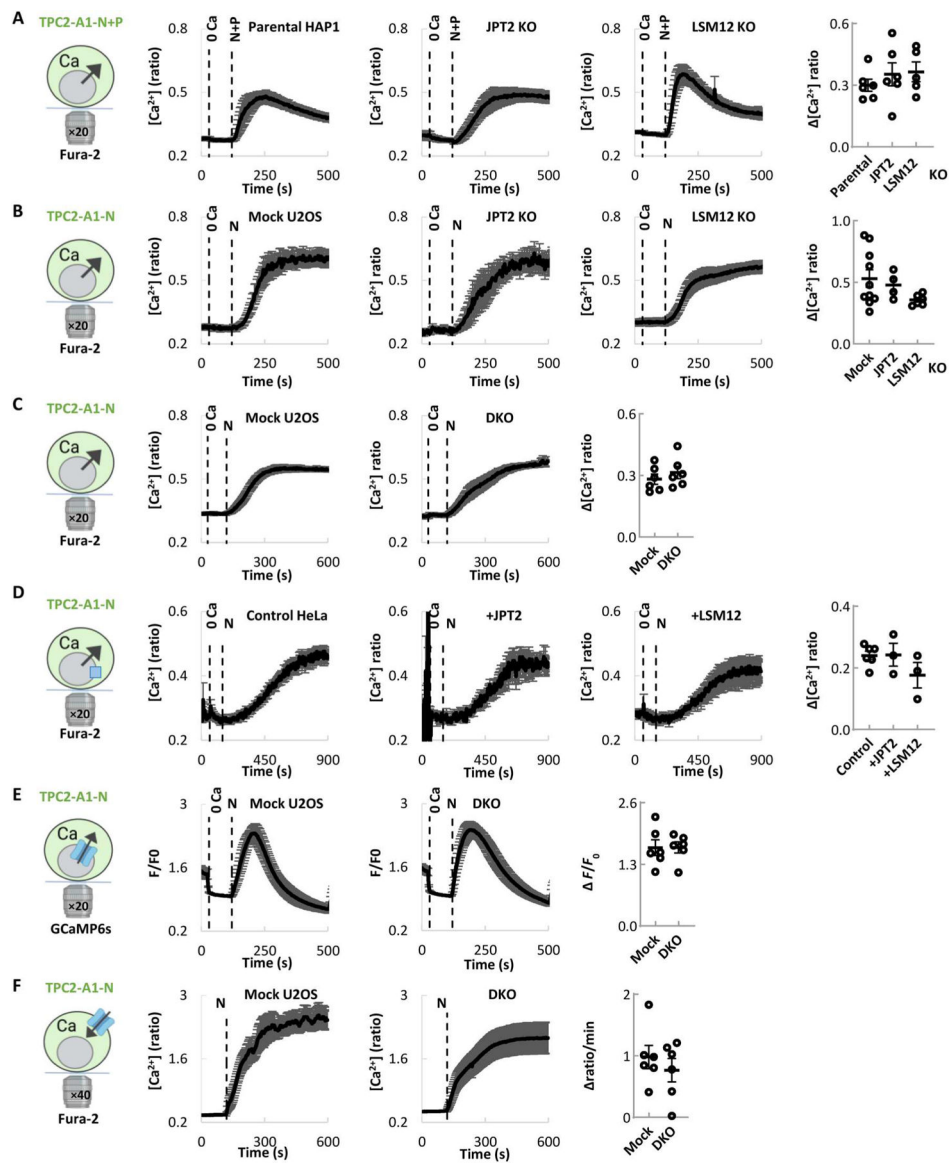 A
TPC2-A1-N+P
Ca
×20
Fura-2
Parental HAP1
0 Ca
N+P
[Ca²⁺] (ratio)
0.8
0.5
0.2
0 250 500
Time (s)
JPT2 KO
0 Ca
N+P
[Ca²⁺] (ratio)
0.8
0.5
0.2
0 250 500
Time (s)
LSM12 KO
0 Ca
N+P
[Ca²⁺] (ratio)
0.8
0.5
0.2
0 250 500
Time (s)
Δ[Ca²⁺] ratio
0.6
0.3
0.0
Parental JPT2 LSM12 KO
B
TPC2-A1-N
Ca
×20
Fura-2
Mock U2OS
0 Ca
N
[Ca²⁺] (ratio)
0.8
0.5
0.2
0 250 500
Time (s)
JPT2 KO
0 Ca
N
[Ca²⁺] (ratio)
0.8
0.5
0.2
0 250 500
Time (s)
LSM12 KO
0 Ca
N
[Ca²⁺] (ratio)
0.8
0.5
0.2
0 250 500
Time (s)
Δ[Ca²⁺] ratio
1.0
0.5
0.0
Mock JPT2 LSM12 KO
C
TPC2-A1-N
Ca
×20
Fura-2
Mock U2OS
0 Ca
N
[Ca²⁺] (ratio)
0.8
0.5
0.2
0 300 600
Time (s)
DKO
0 Ca
N
[Ca²⁺] (ratio)
0.8
0.5
0.2
0 300 600
Time (s)
Δ[Ca²⁺] ratio
0.6
0.3
0.0
Mock DKO
D
TPC2-A1-N
Ca
×20
Fura-2
Control HeLa
0 Ca
N
[Ca²⁺] (ratio)
0.6
0.4
0.2
0 450 900
Time (s)
+JPT2
0 Ca
N
[Ca²⁺] (ratio)
0.6
0.4
0.2
0 450 900
Time (s)
+LSM12
0 Ca
N
[Ca²⁺] (ratio)
0.6
0.4
0.2
0 450 900
Time (s)
Δ[Ca²⁺] ratio
0.4
0.2
0.0
Control +JPT2 +LSM12
E
TPC2-A1-N
Ca
×20
GCaMP6s
Mock U2OS
0 Ca
N
F/F0
3
1.6
0.2
0 250 500
Time (s)
DKO
0 Ca
N
F/F0
3
1.6
0.2
0 250 500
Time (s)
Δ F/F₀
2.6
1.3
0.0
Mock DKO
F
TPC2-A1-N
Ca
×40
Fura-2
Mock U2OS
N
[Ca²⁺] (ratio)
3
1.6
0.2
0 300 600
Time (s)
DKO
N
[Ca²⁺] (ratio)
3
1.6
0.2
0 300 600
Time (s)
Δratio/min
2
1
0
Mock DKO